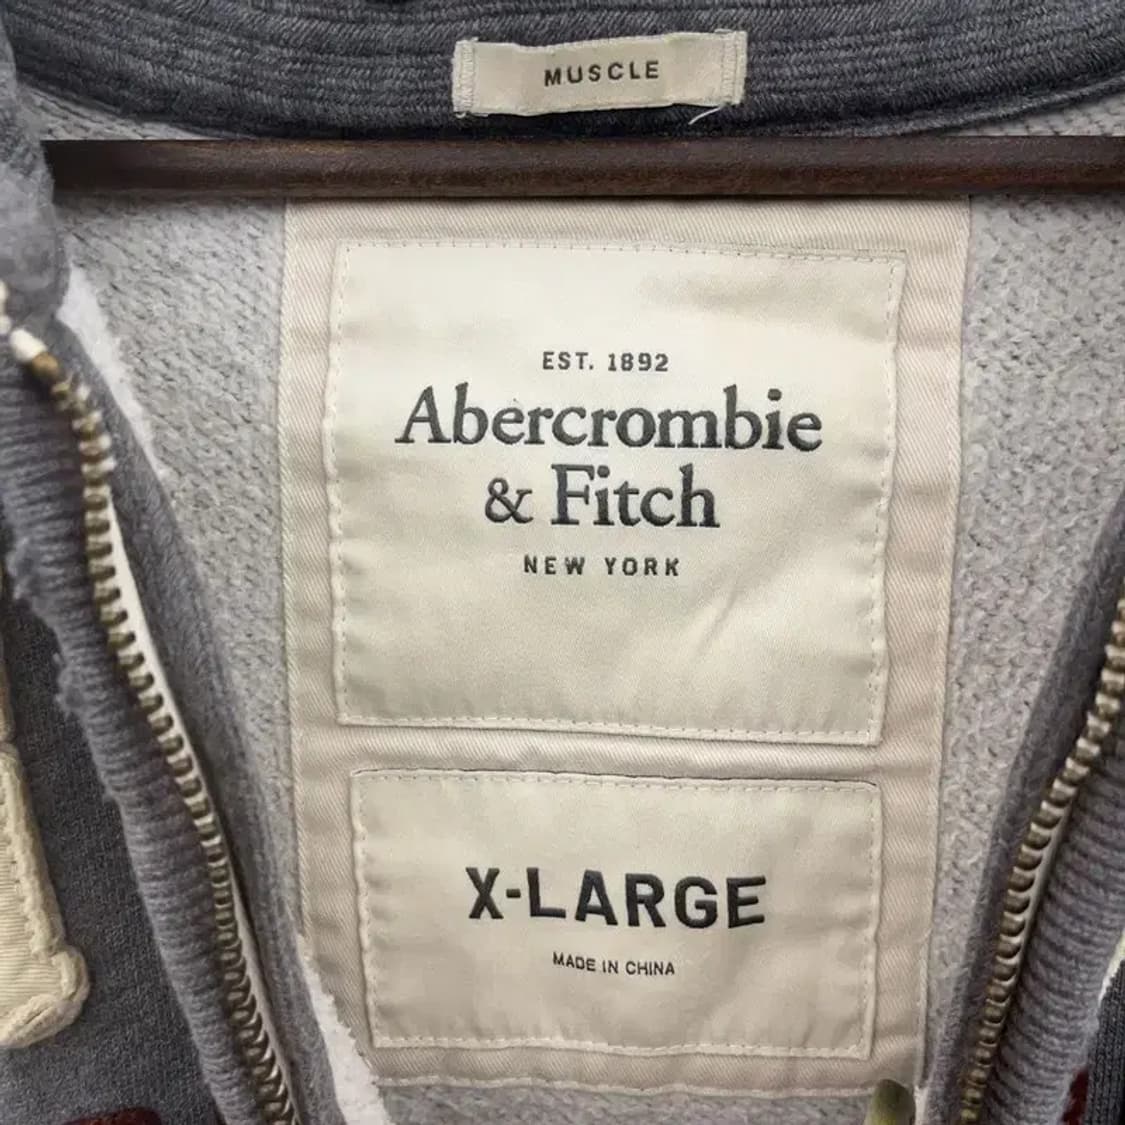 MUSCLE
EST. 1892
Abercrombie
& Fitch
NEW YORK
X-LARGE
MADE IN CHINA